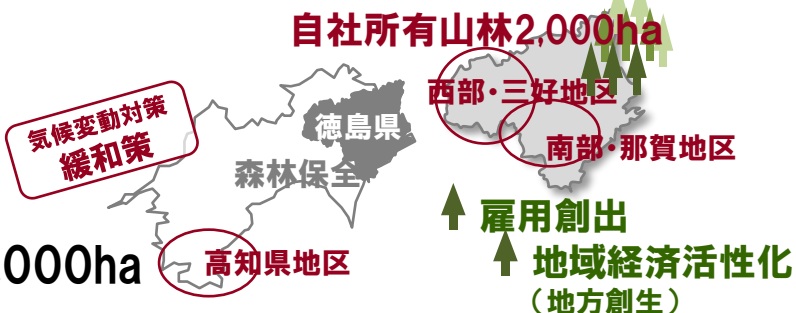 自社所有山林2,000ha
気候変動対策
緩和策
徳島県
森林保全
西部・三好地区
南部・那賀地区
000ha
高知県地区
雇用創出
地域経済活性化
（地方創生）